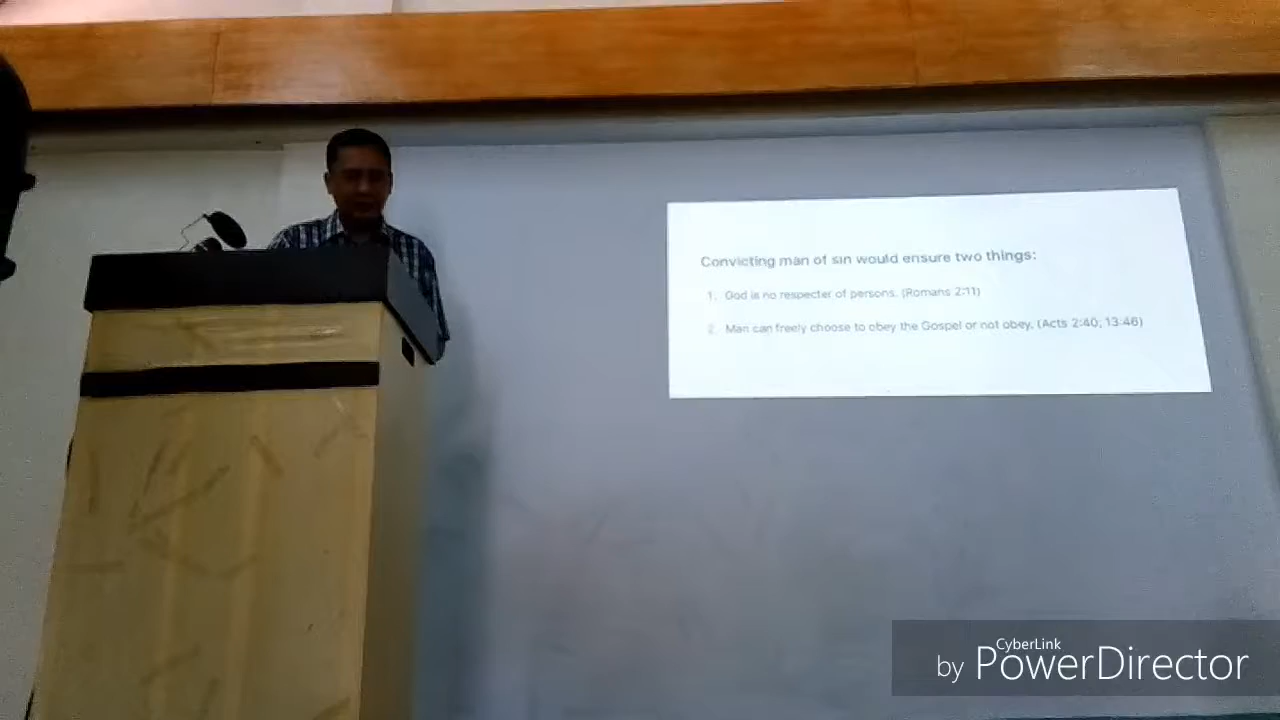 Convicting man of sin would ensure two things:
1. God is no respecter of persons. (Romans 2:11)
2. Man can freely choose to obey the Gospel or not obey. (Acts 2:40; 13:46)
CyberLink
by PowerDirector